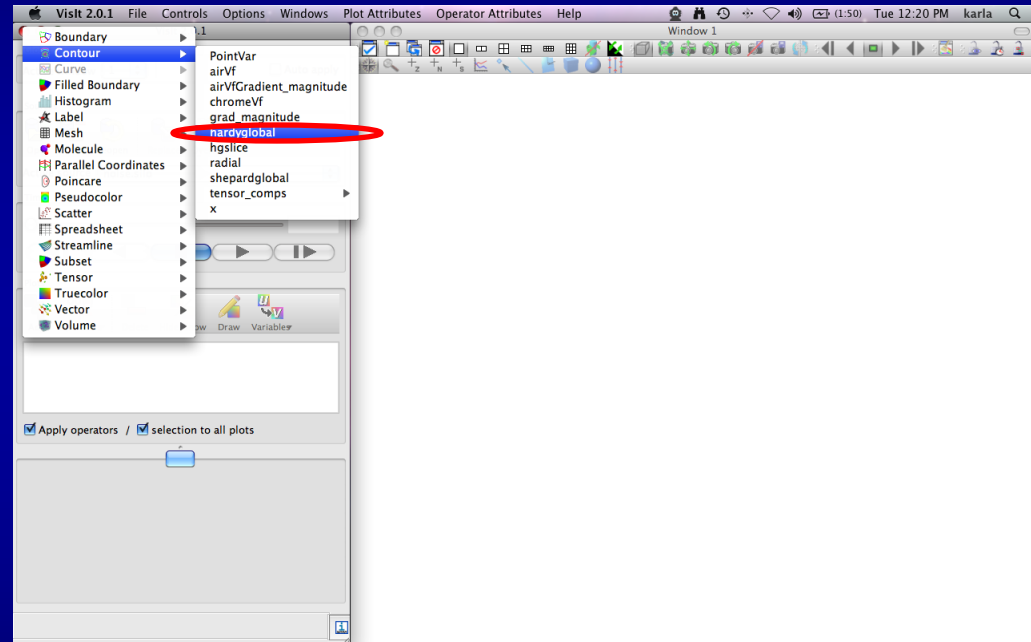 VisIt 2.0.1 File Controls Options Windows Plot Attributes Operator Attributes Help (1:50) Tue 12:20 PM karla
.1
Window 1
Boundary
Contour
Curve
Filled Boundary
Histogram
Label
Mesh
Molecule
Parallel Coordinates
Poincare
Pseudocolor
Scatter
Spreadsheet
Streamline
Subset
Tensor
Truecolor
Vector
Volume
PointVar
airVf
airVfGradient_magnitude
chromeVf
grad_magnitude
hardyglobal
hgslice
radial
shepardglobal
tensor_comps
x
Draw Variables
Apply operators / selection to all plots